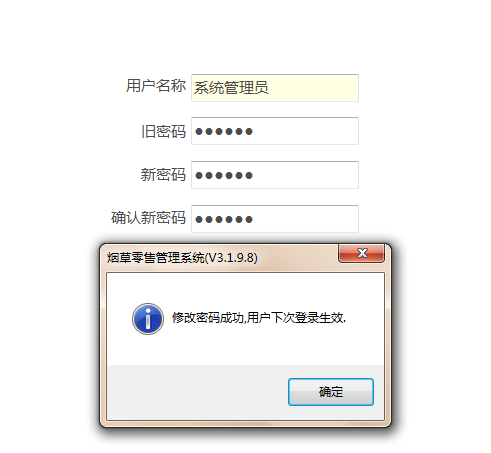 用户名称 系统管理员
旧密码 ●●●●●●
新密码 ●●●●●●
确认新密码 ●●●●●●
烟草零售管理系统(V3.1.9.8)
修改密码成功,用户下次登录生效.
确定